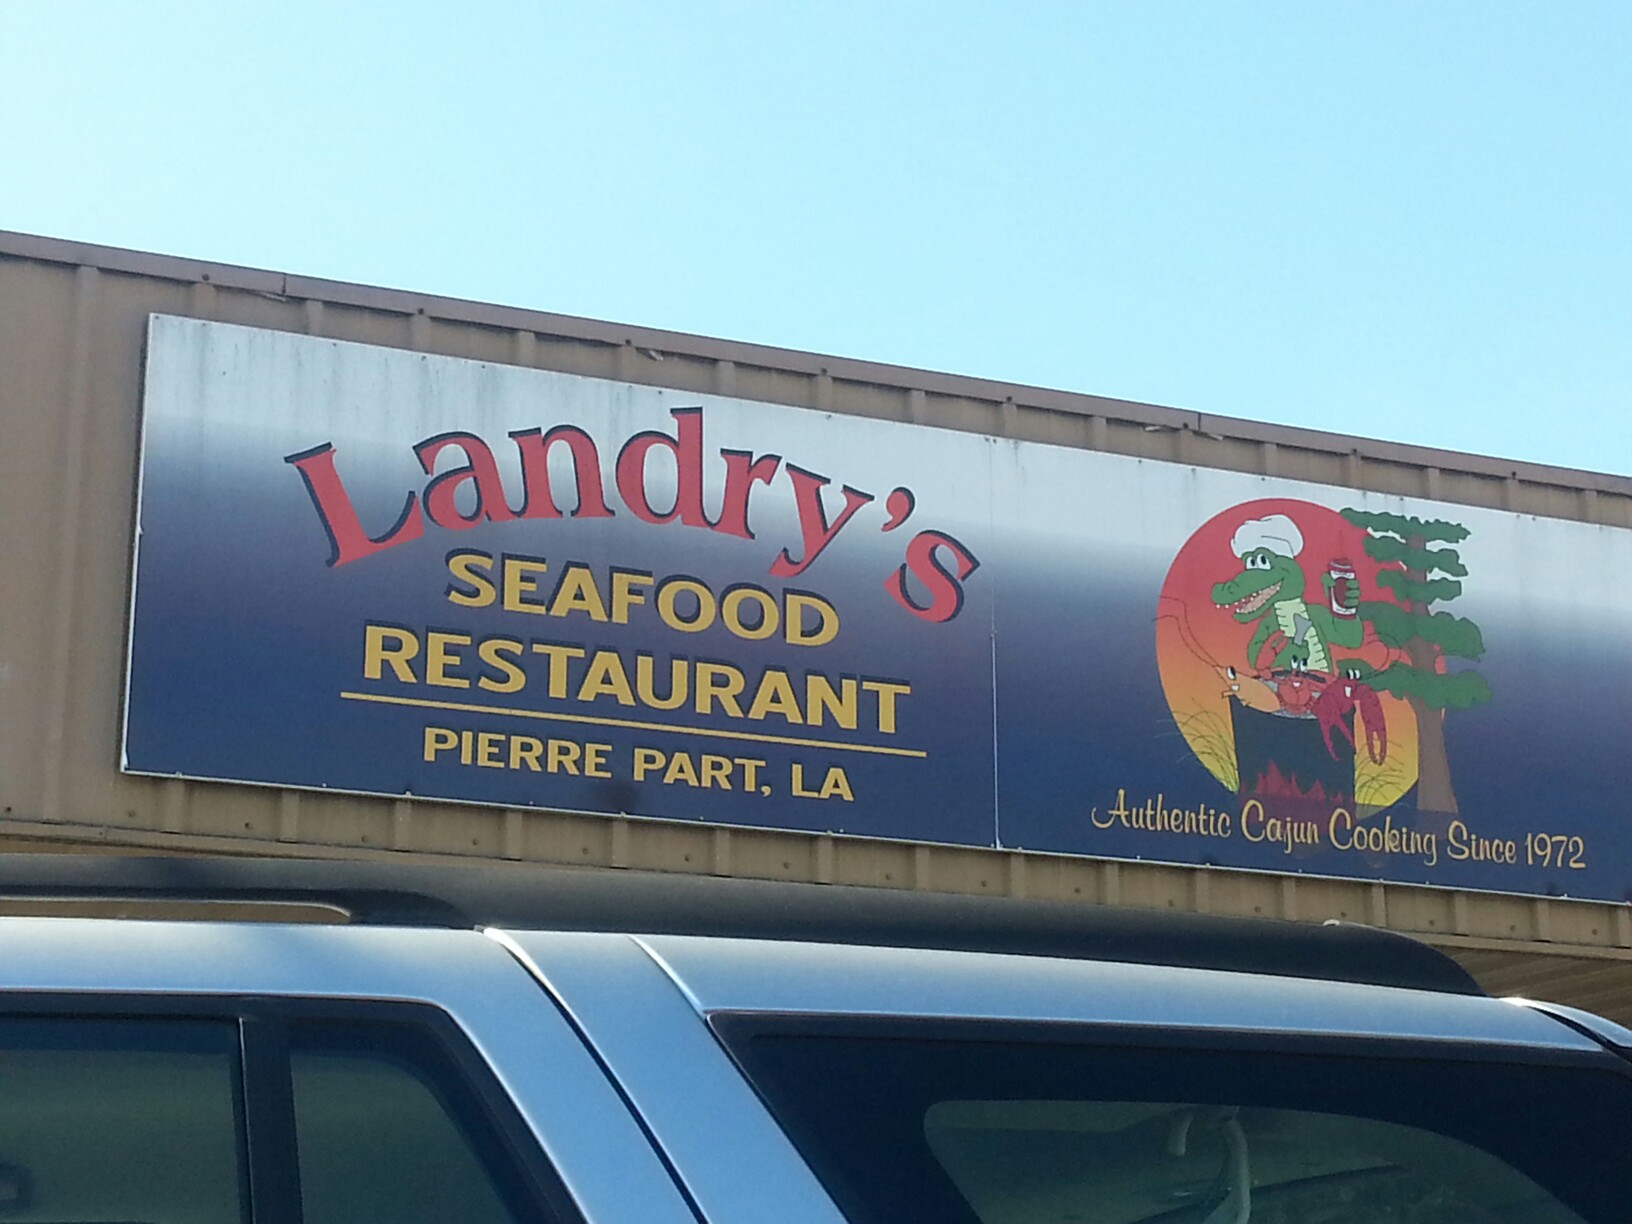 Landry's
SEAFOOD
RESTAURANT
PIERRE PART, LA
Authentic Cajun Cooking Since 1972